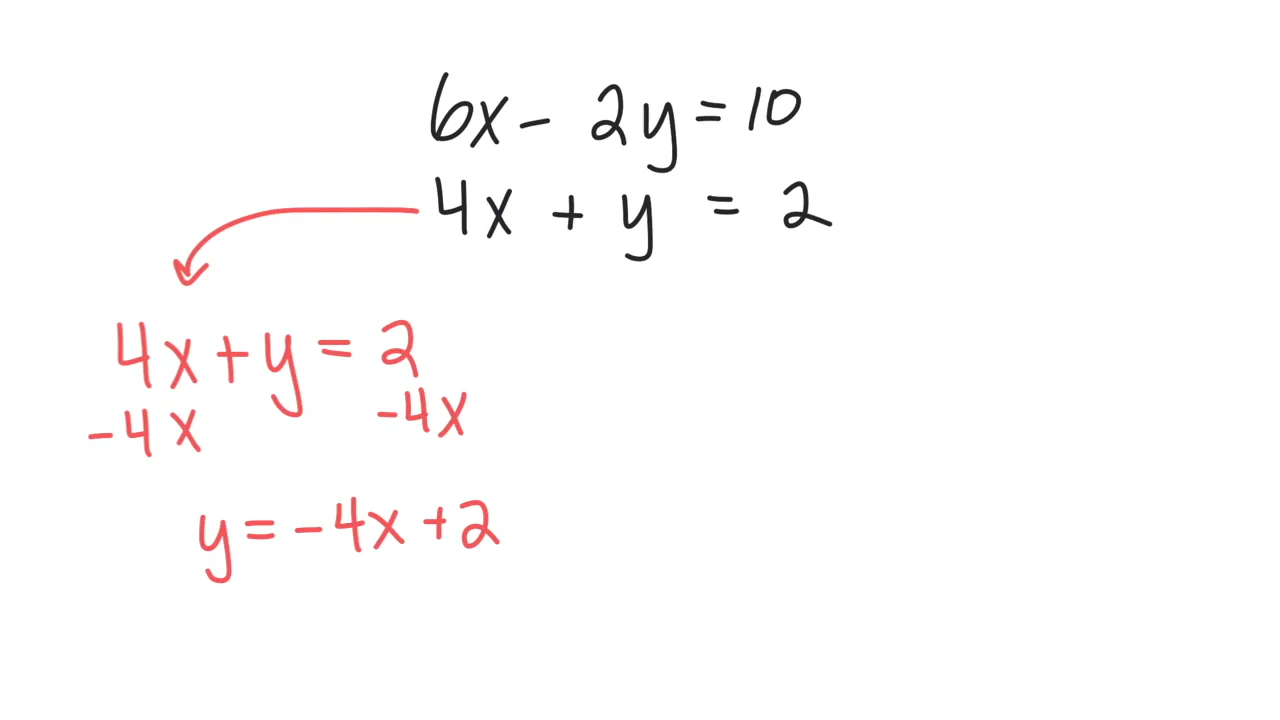 6x - 2y = 10
4x + y = 2
4x + y = 2
-4x -4x
y = -4x + 2